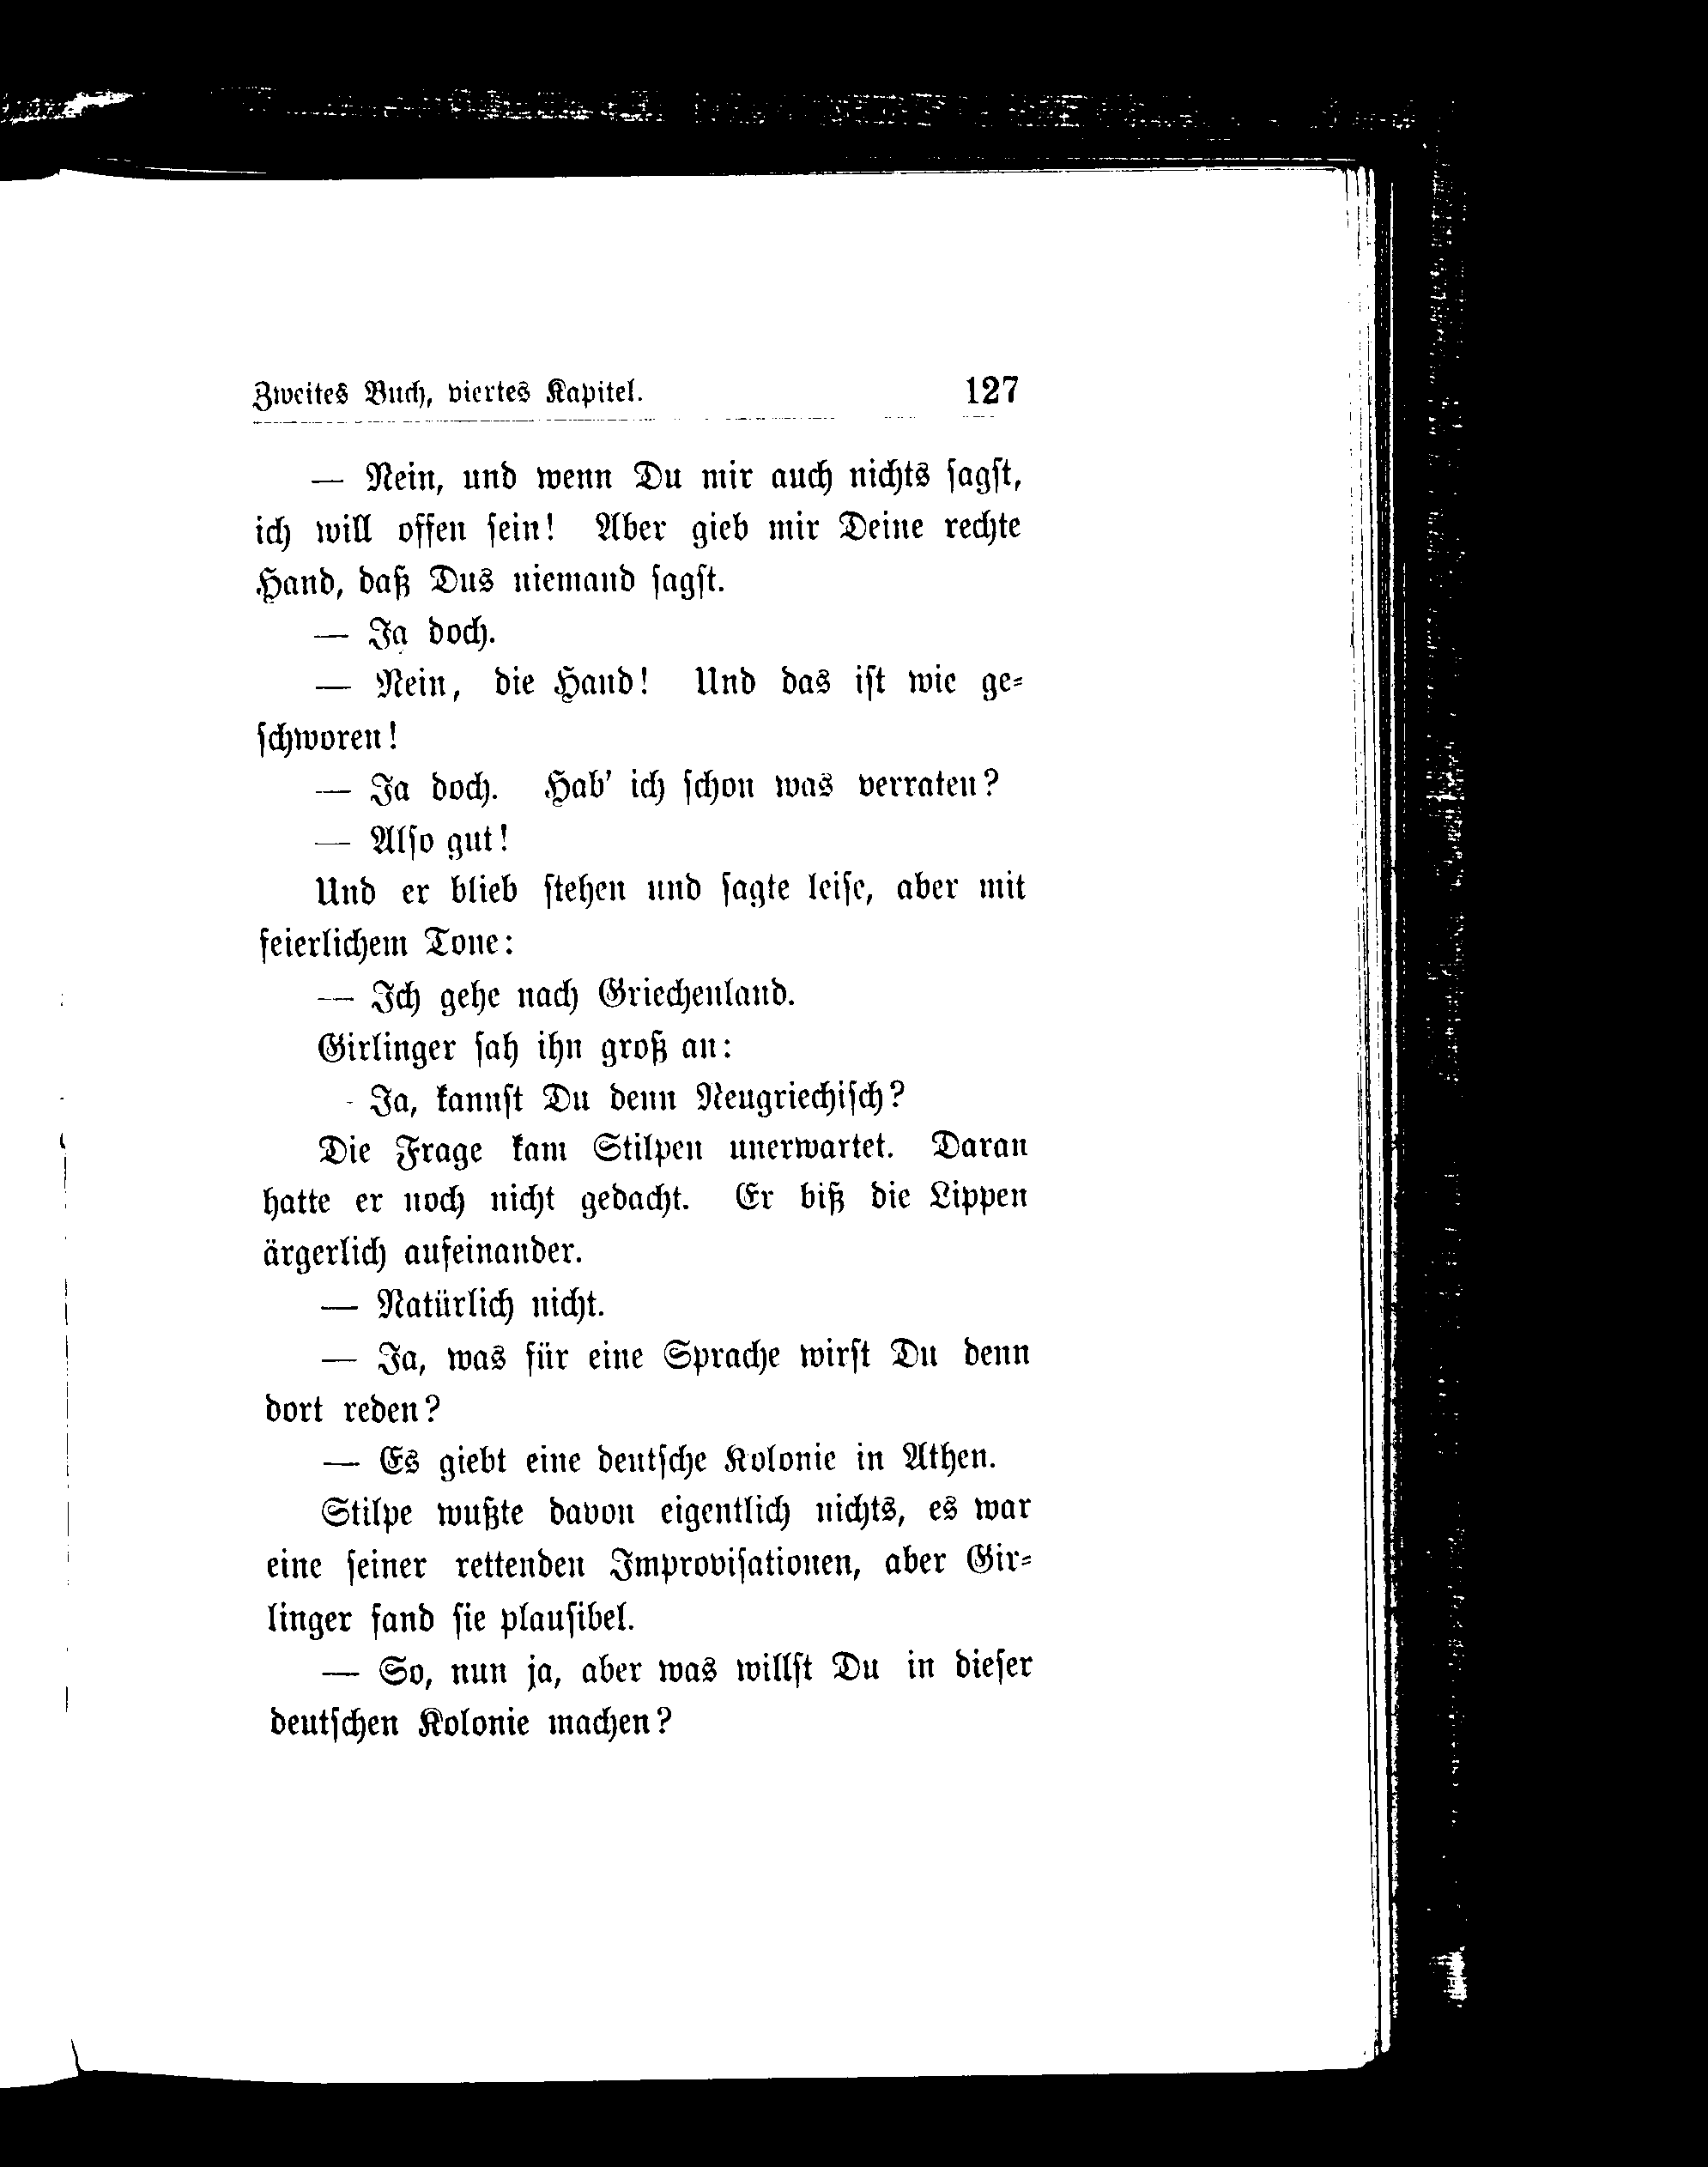 Zweites Buch, viertes Kapitel. 127
— Nein, und wenn Du mir auch nichts ſagſt,
ich will offen ſein! Aber gieb mir Deine rechte
Hand, daß Dus niemand ſagſt.
— Ja doch.
— Nein, die Hand! Und das iſt wie ge⸗
ſchworen!
— Ja doch. Hab' ich ſchon was verraten?
— Alſo gut!
Und er blieb ſtehen und ſagte leiſe, aber mit
feierlichem Tone:
— Ich gehe nach Griechenland.
Girlinger ſah ihn groß an:
- Ja, kannſt Du denn Neugriechiſch?
Die Frage kam Stilpen unerwartet. Daran
hatte er noch nicht gedacht. Er biß die Lippen
ärgerlich aufeinander.
— Natürlich nicht.
— Ja, was für eine Sprache wirſt Du denn
dort reden?
— Es giebt eine deutſche Kolonie in Athen.
Stilpe wußte davon eigentlich nichts, es war
eine ſeiner rettenden Improviſationen, aber Gir⸗
linger fand ſie plauſibel.
— So, nun ja, aber was willſt Du in dieſer
deutſchen Kolonie machen?